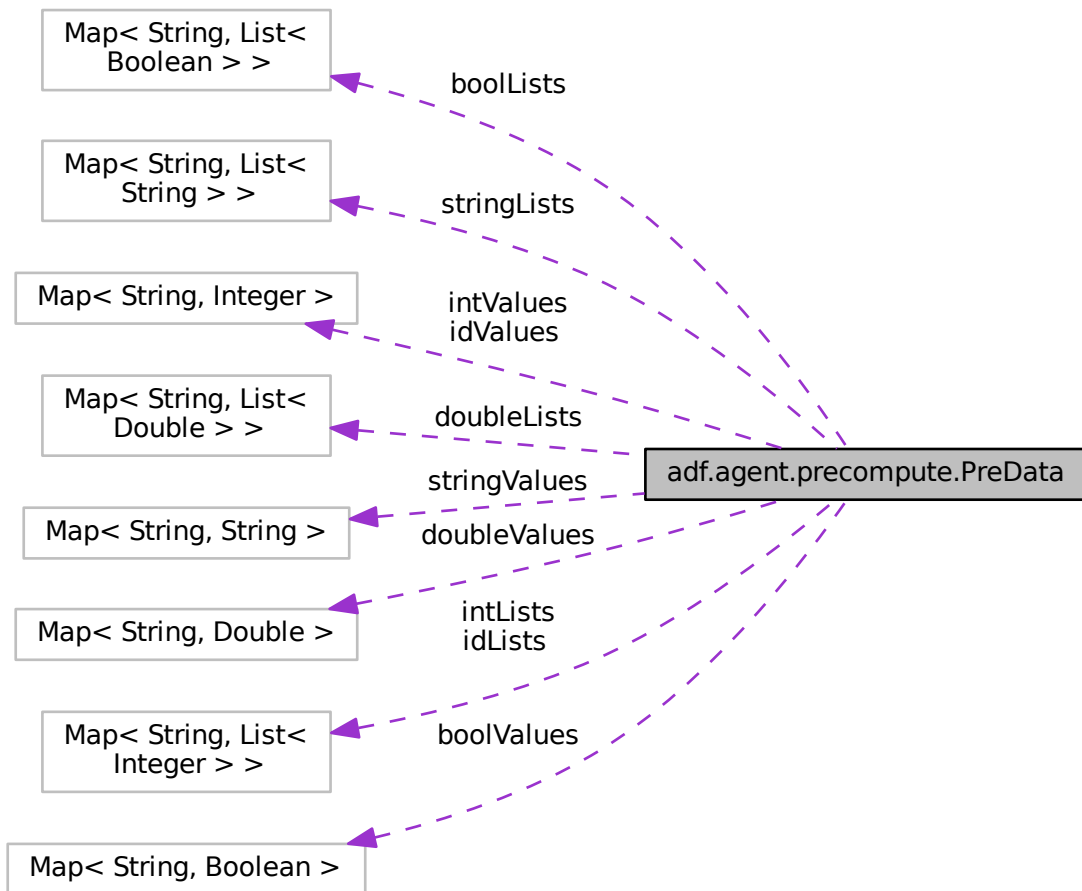 Map< String, List<
Boolean > >
boolLists
Map< String, List<
String > >
stringLists
Map< String, Integer >
intValues
idValues
Map< String, List<
Double > >
doubleLists
adf.agent.precompute.PreData
stringValues
Map< String, String >
doubleValues
Map< String, Double >
intLists
idLists
Map< String, List<
Integer > >
boolValues
Map< String, Boolean >